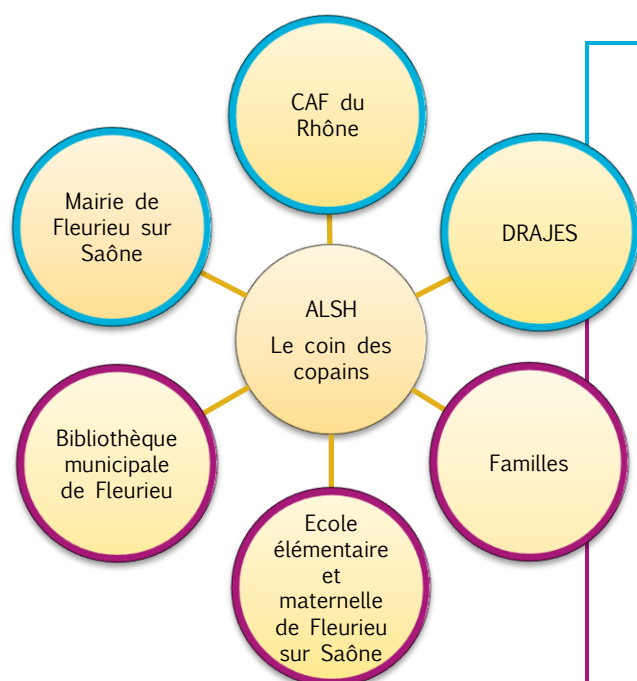 CAF du
Rhône
Mairie de
Fleurieu sur
Saône
DRAJES
ALSH
Le coin des
copains
Bibliothèque
municipale
de Fleurieu
Familles
Ecole
élémentaire
et
maternelle
de Fleurieu
sur Saône